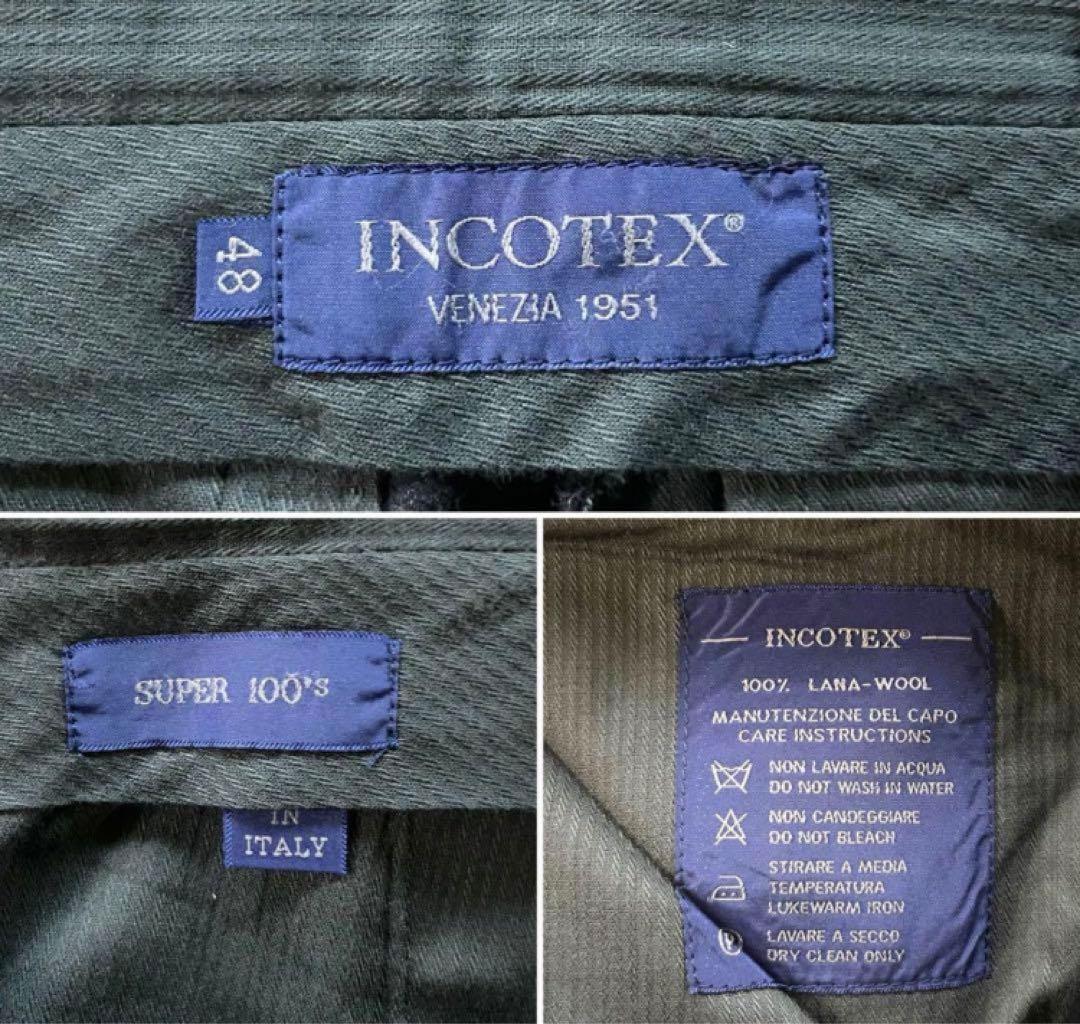 48
INCOTEX®
VENEZIA 1951
SUPER 100's
IN
ITALY
INCOTEX®
100% LANA-WOOL
MANUTENZIONE DEL CAPO
CARE INSTRUCTIONS
NON LAVARE IN ACQUA
DO NOT WASH IN WATER
NON CANDEGGIARE
DO NOT BLEACH
STIRARE A MEDIA
TEMPERATURA
LUKEWARM IRON
P LAVARE A SECCO
DRY CLEAN ONLY